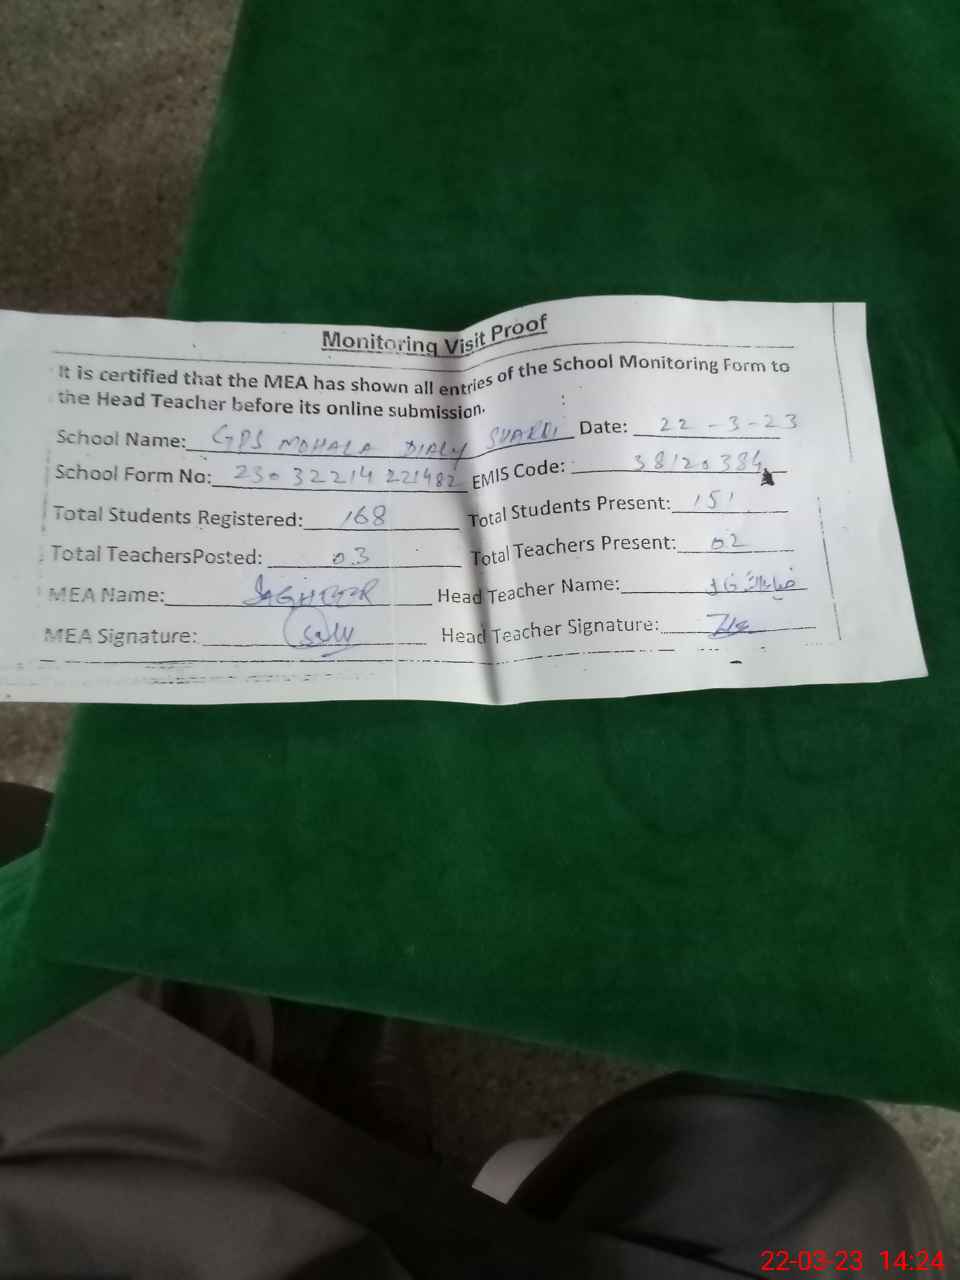 Monitoring Visit Proof
It is certified that the MEA has shown all entries of the School Monitoring Form to
the Head Teacher before its online submission.
School Name: GPS MOHALA DIALY Date: 22-3-23
School Form No: 23032214221482 EMIS Code: 38120384
Total Students Registered: 168 Total Students Present: 151
Total TeachersPosted: 03 Total Teachers Present: 02
MEA Name: Head Teacher Name:
MEA Signature: Head Teacher Signature:
22-03-23 14:24